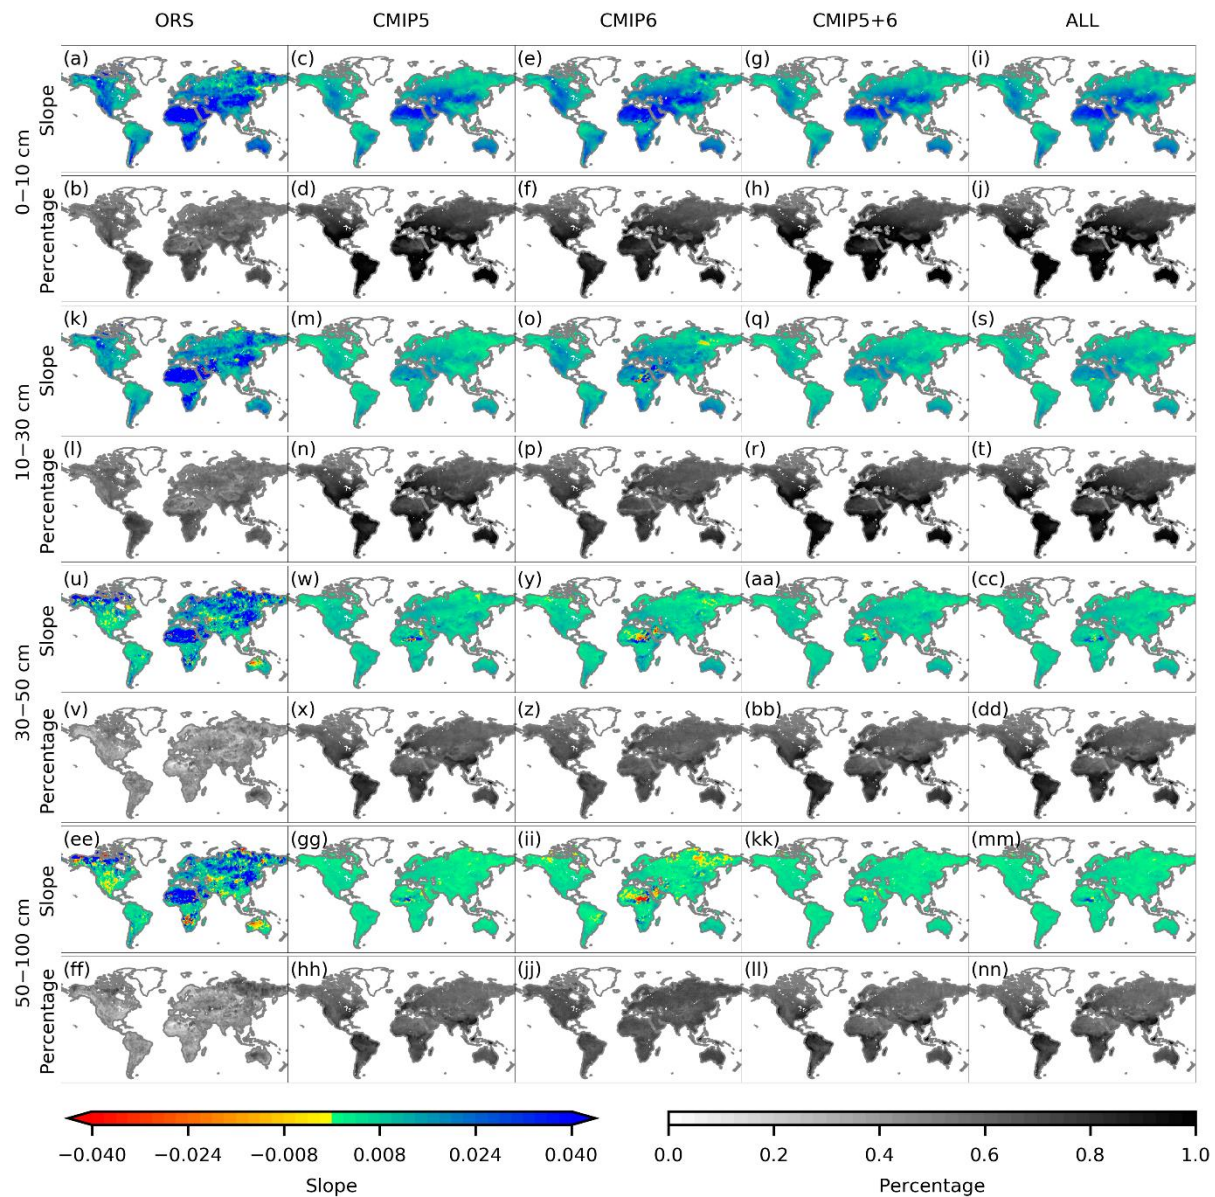 ORS CMIP5 CMIP6 CMIP5+6 ALL
0−10 cm
Slope
(a) (c) (e) (g) (i)
Percentage
(b) (d) (f) (h) (j)
10−30 cm
Slope
(k) (m) (o) (q) (s)
Percentage
(l) (n) (p) (r) (t)
30−50 cm
Slope
(u) (w) (y) (aa) (cc)
Percentage
(v) (x) (z) (bb) (dd)
50−100 cm
Slope
(ee) (gg) (ii) (kk) (mm)
Percentage
(ff) (hh) (jj) (ll) (nn)
−0.040 −0.024 −0.008 0.008 0.024 0.040
Slope
0.0 0.2 0.4 0.6 0.8 1.0
Percentage